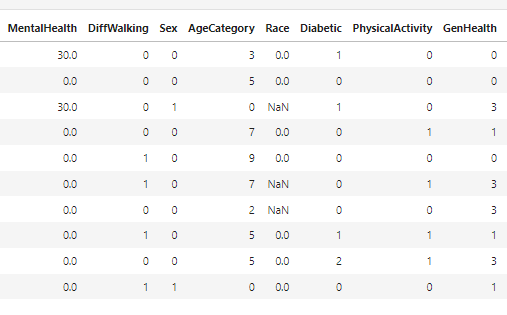 MentalHealth DiffWalking Sex AgeCategory Race Diabetic PhysicalActivity GenHealth
30.0 0 0 3 0.0 1 0 0
0.0 0 0 5 0.0 0 0 0
30.0 0 1 0 NaN 1 0 3
0.0 0 0 7 0.0 0 1 1
0.0 1 0 9 0.0 0 0 0
0.0 1 0 7 NaN 0 1 3
0.0 0 0 2 NaN 0 0 3
0.0 1 0 5 0.0 1 1 1
0.0 0 0 5 0.0 2 1 3
0.0 1 1 0 0.0 0 0 1